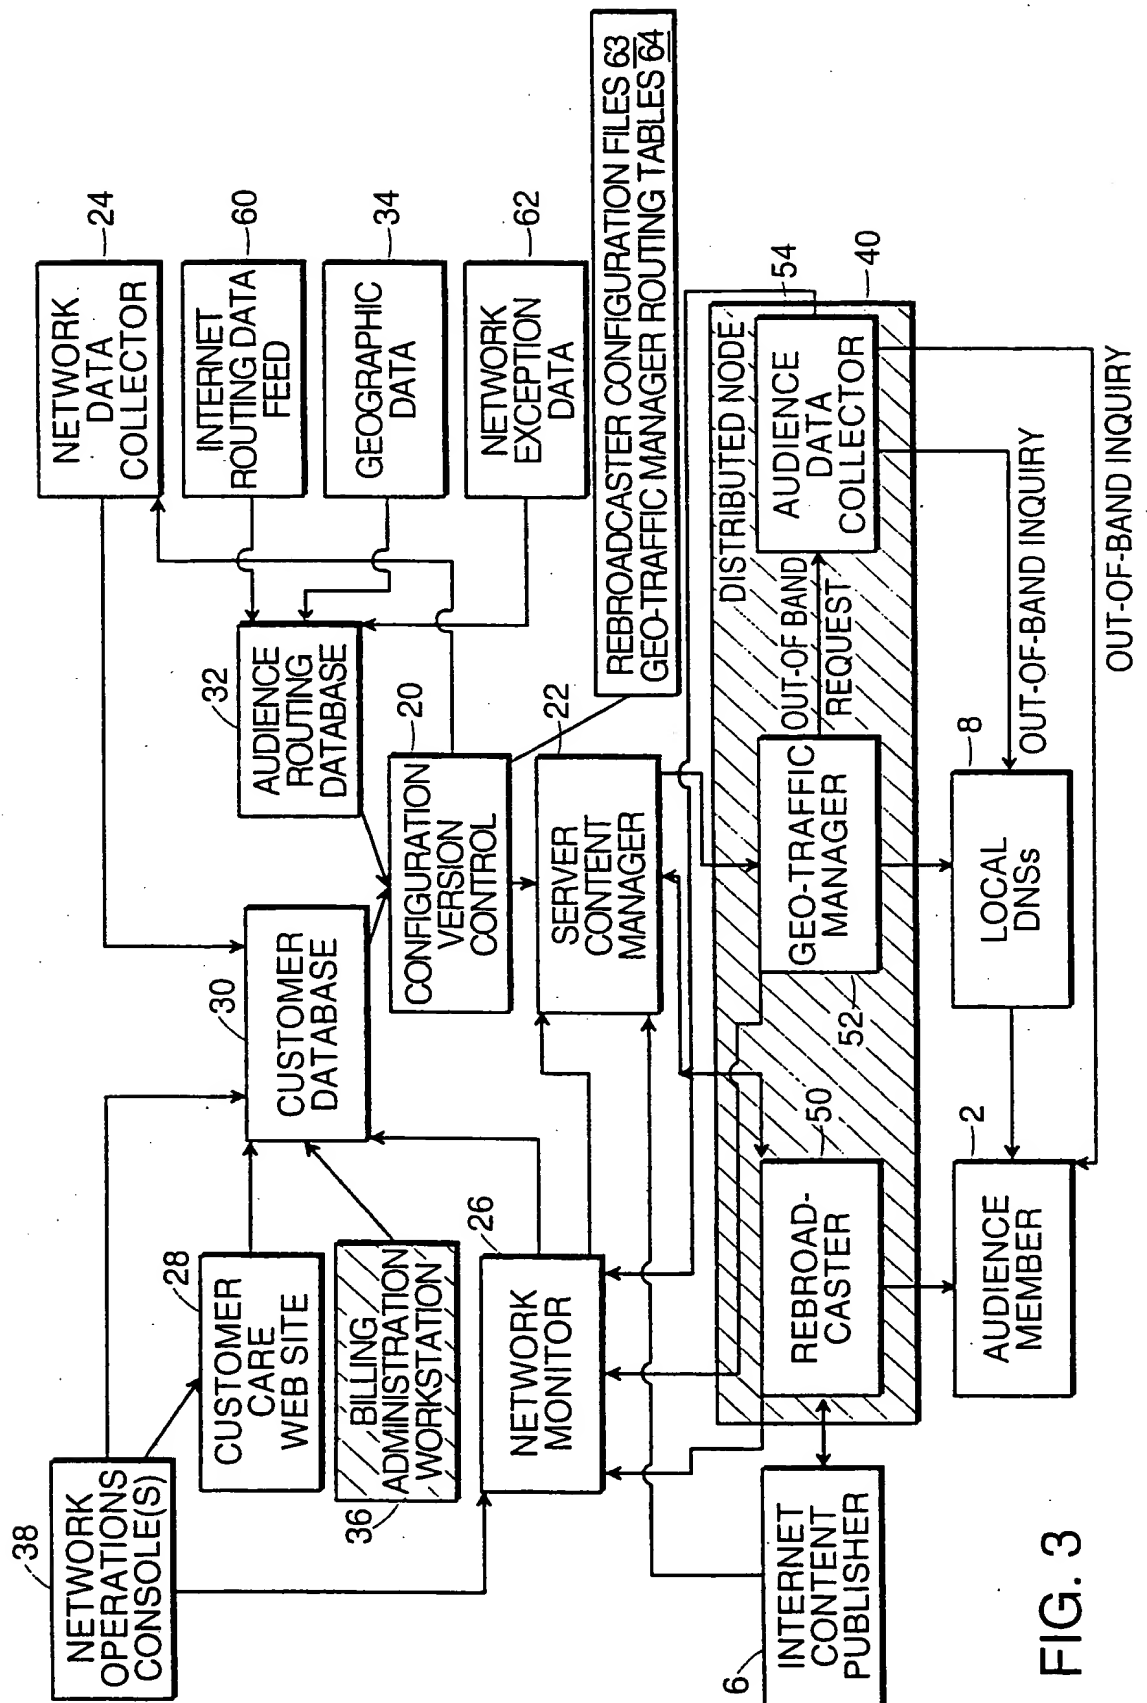 38
NETWORK
OPERATIONS
CONSOLE(S)
28
CUSTOMER
CARE
WEB SITE
36
BILLING
ADMINISTRATION
WORKSTATION
26
NETWORK
MONITOR
30
CUSTOMER
DATABASE
32
AUDIENCE
ROUTING
DATABASE
20
CONFIGURATION
VERSION
CONTROL
22
SERVER
CONTENT
MANAGER
24
NETWORK
DATA
COLLECTOR
60
INTERNET
ROUTING DATA
FEED
34
GEOGRAPHIC
DATA
62
NETWORK
EXCEPTION
DATA
REBROADCASTER CONFIGURATION FILES 63
GEO-TRAFFIC MANAGER ROUTING TABLES 64
6
INTERNET
CONTENT
PUBLISHER
50
REBROAD-
CASTER
52
GEO-TRAFFIC
MANAGER
OUT-OF BAND
REQUEST
DISTRIBUTED NODE
54
AUDIENCE
DATA
COLLECTOR
40
2
AUDIENCE
MEMBER
8
LOCAL
DNSs
OUT-OF-BAND INQUIRY
OUT-OF-BAND INQUIRY
FIG. 3